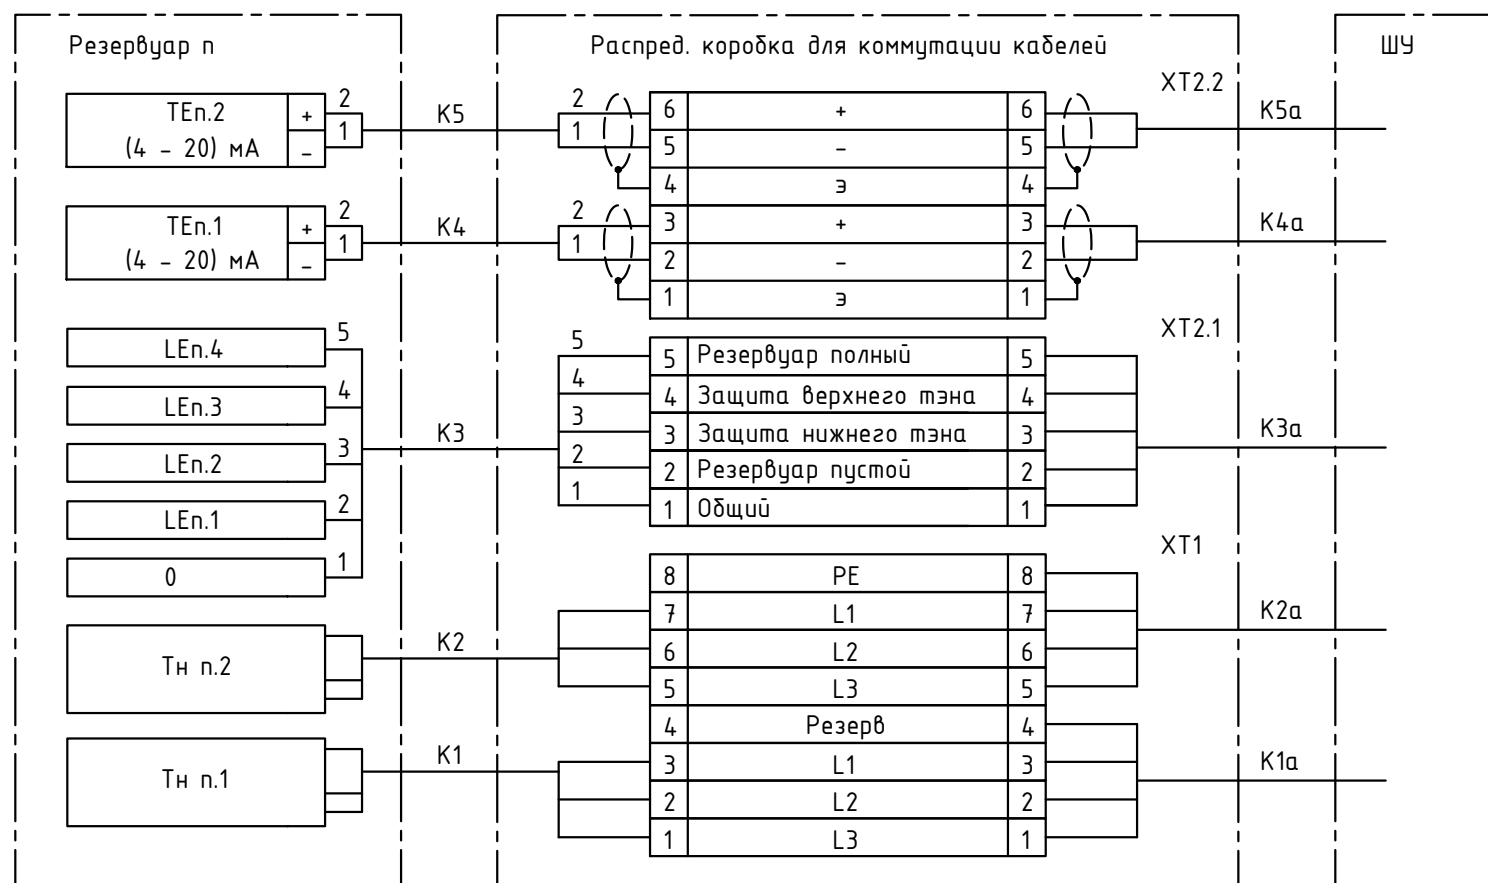 Резервуар n
Распред. коробка для коммутации кабелей
ШУ
XT2.2
TEn.2
(4 - 20) мА
+
-
2
1
K5
2
1
6 + 6
5 - 5
4 Э 4
K5a
TEn.1
(4 - 20) мА
+
-
2
1
K4
2
1
3 + 3
2 - 2
1 Э 1
K4a
XT2.1
LEn.4 5
LEn.3 4
LEn.2 3
LEn.1 2
0 1
K3
5
4
3
2
1
5 Резервуар полный 5
4 Защита верхнего тэна 4
3 Защита нижнего тэна 3
2 Резервуар пустой 2
1 Общий 1
K3a
XT1
Тн n.2
K2
8 PE 8
7 L1 7
6 L2 6
5 L3 5
K2a
Тн n.1
K1
4 Резерв 4
3 L1 3
2 L2 2
1 L3 1
K1a